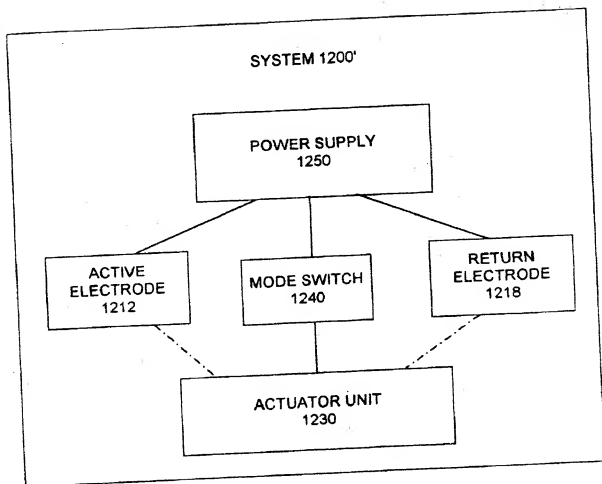 SYSTEM 1200'
POWER SUPPLY
1250
ACTIVE
ELECTRODE
1212
MODE SWITCH
1240
RETURN
ELECTRODE
1218
ACTUATOR UNIT
1230